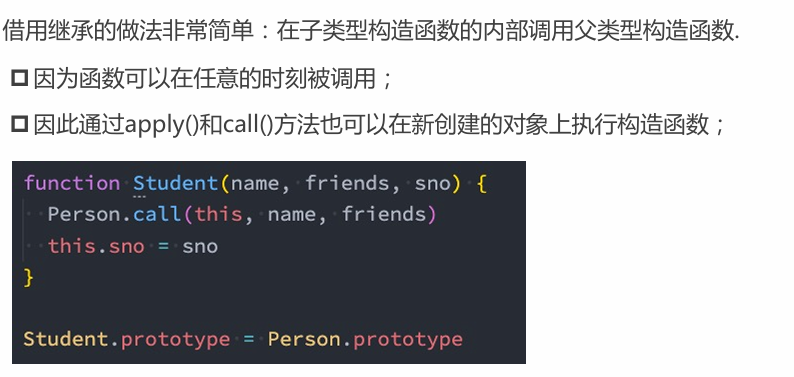 借用继承的做法非常简单：在子类型构造函数的内部调用父类型构造函数.
因为函数可以在任意的时刻被调用；
因此通过apply()和call()方法也可以在新创建的对象上执行构造函数；
function Student(name, friends, sno) {
  Person.call(this, name, friends)
  this.sno = sno
}
Student.prototype = Person.prototype